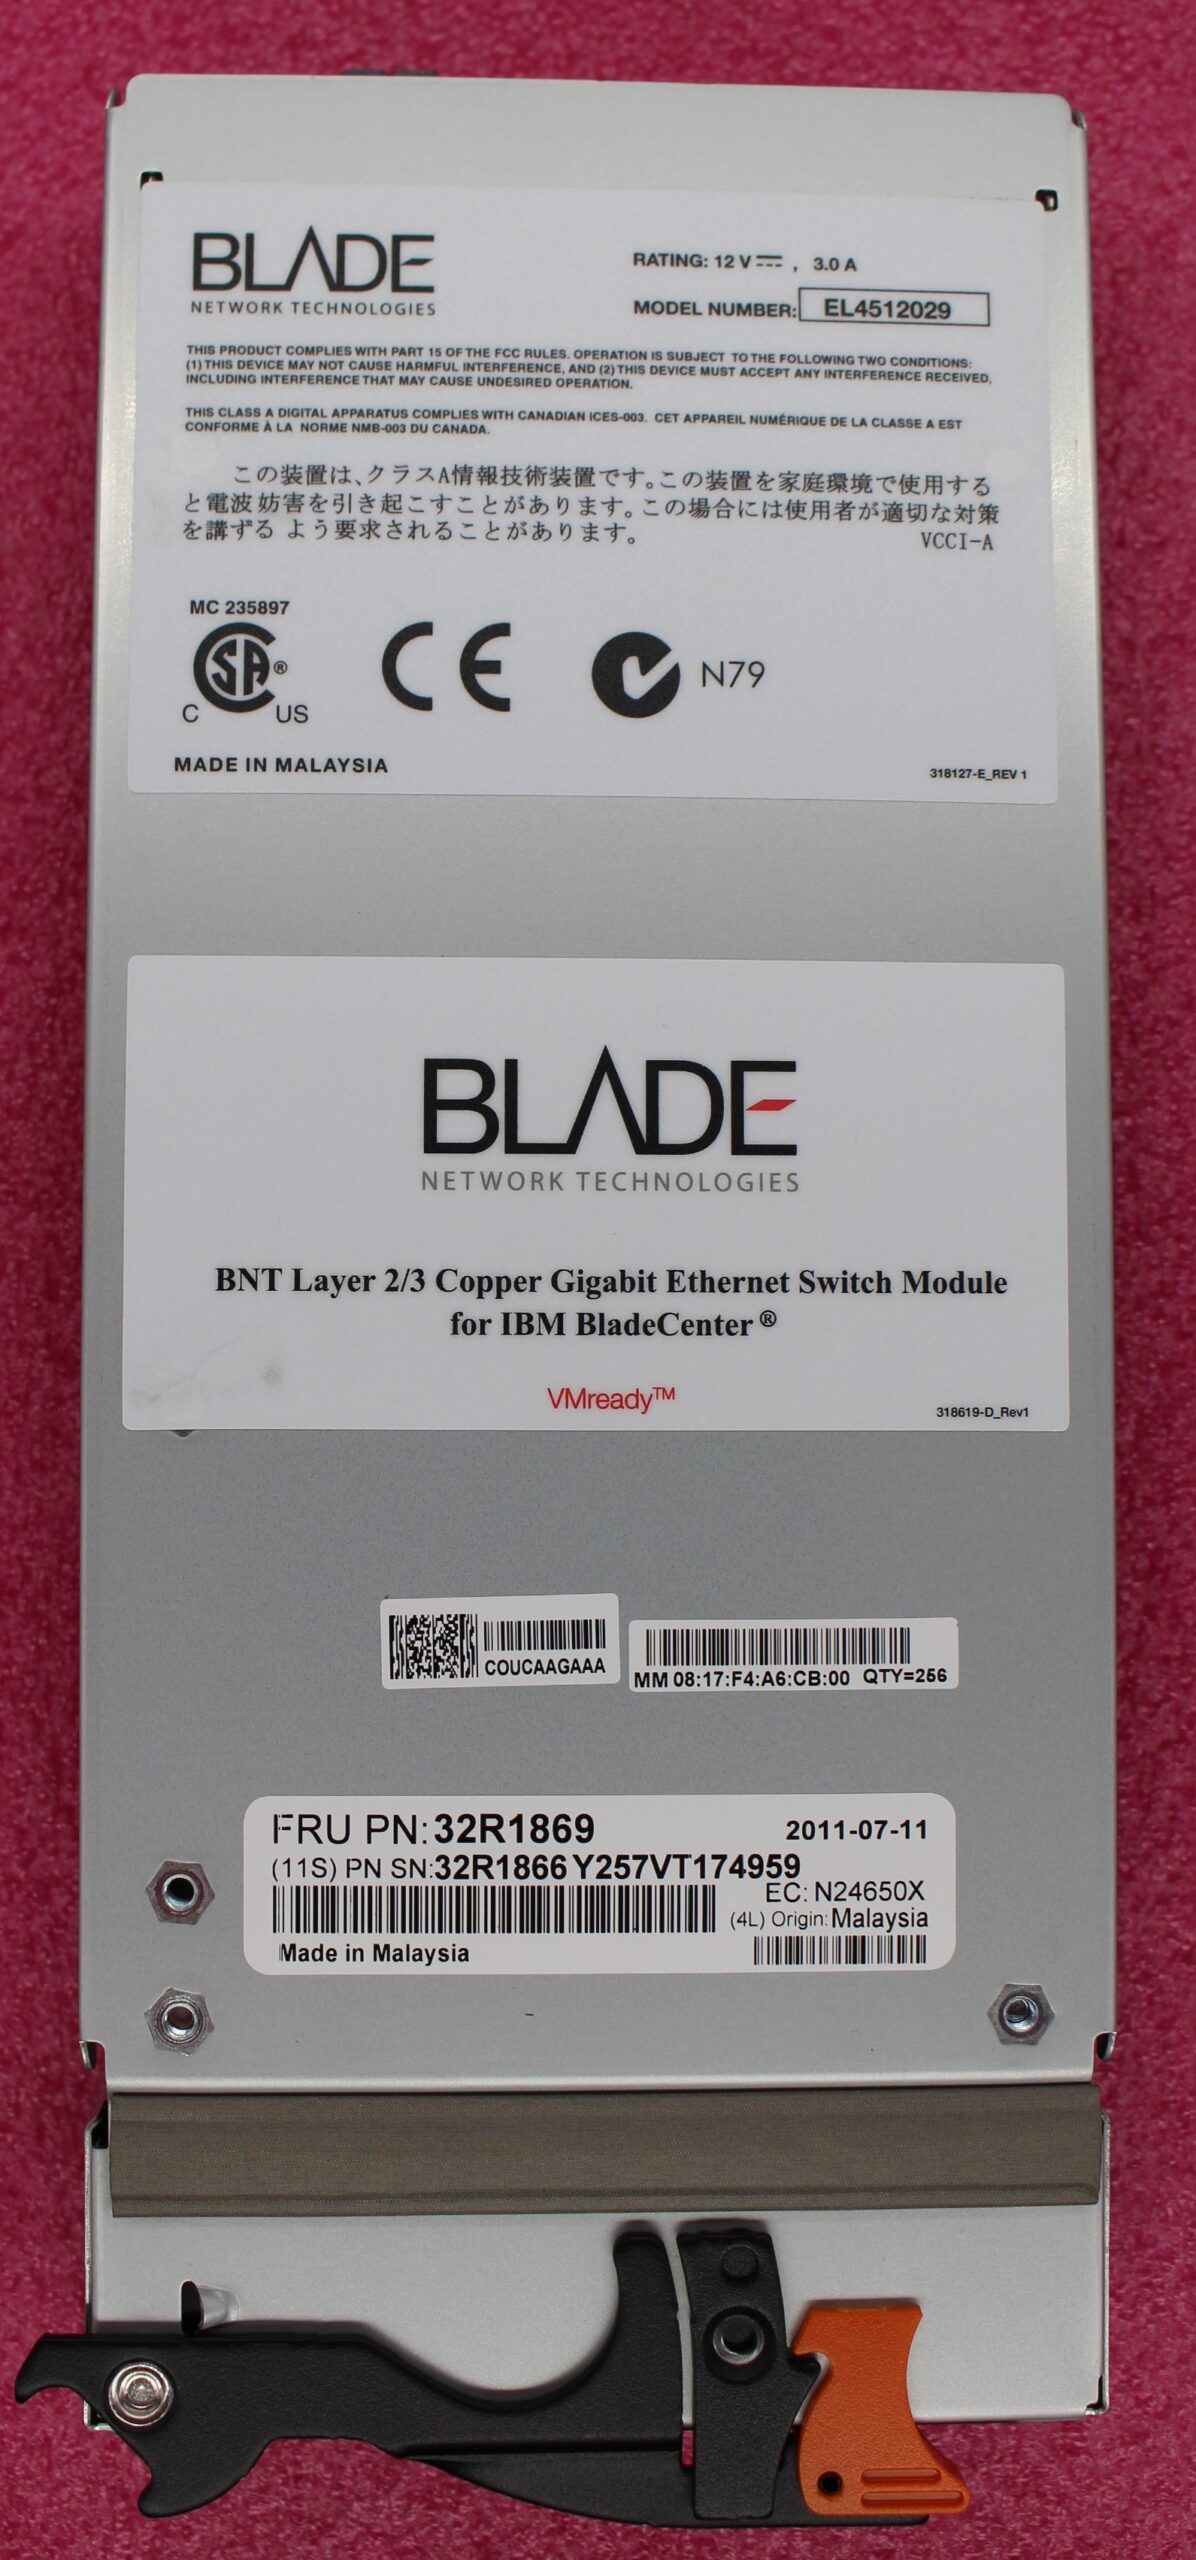 BLADE
NETWORK TECHNOLOGIES
RATING: 12 V ⎓ , 3.0 A
MODEL NUMBER: EL4512029
THIS PRODUCT COMPLIES WITH PART 15 OF THE FCC RULES. OPERATION IS SUBJECT TO THE FOLLOWING TWO CONDITIONS:
(1) THIS DEVICE MAY NOT CAUSE HARMFUL INTERFERENCE, AND (2) THIS DEVICE MUST ACCEPT ANY INTERFERENCE RECEIVED,
INCLUDING INTERFERENCE THAT MAY CAUSE UNDESIRED OPERATION.
THIS CLASS A DIGITAL APPARATUS COMPLIES WITH CANADIAN ICES-003. CET APPAREIL NUMÉRIQUE DE LA CLASSE A EST
CONFORME À LA NORME NMB-003 DU CANADA.
この装置は、クラスA情報技術装置です。この装置を家庭環境で使用する
と電波妨害を引き起こすことがあります。この場合には使用者が適切な対策
を講ずる よう要求されることがあります。
VCCI-A
MC 235897
CSA®
C US
CE
N79
MADE IN MALAYSIA
318127-E_REV 1
BLADE
NETWORK TECHNOLOGIES
BNT Layer 2/3 Copper Gigabit Ethernet Switch Module
for IBM BladeCenter®
VMready™
318619-D_Rev1
COUCAAGAAA
MM 08:17:F4:A6:CB:00 QTY=256
FRU PN: 32R1869
2011-07-11
(11S) PN SN: 32R1866 Y257VT174959
EC: N24650X
(4L) Origin: Malaysia
Made in Malaysia